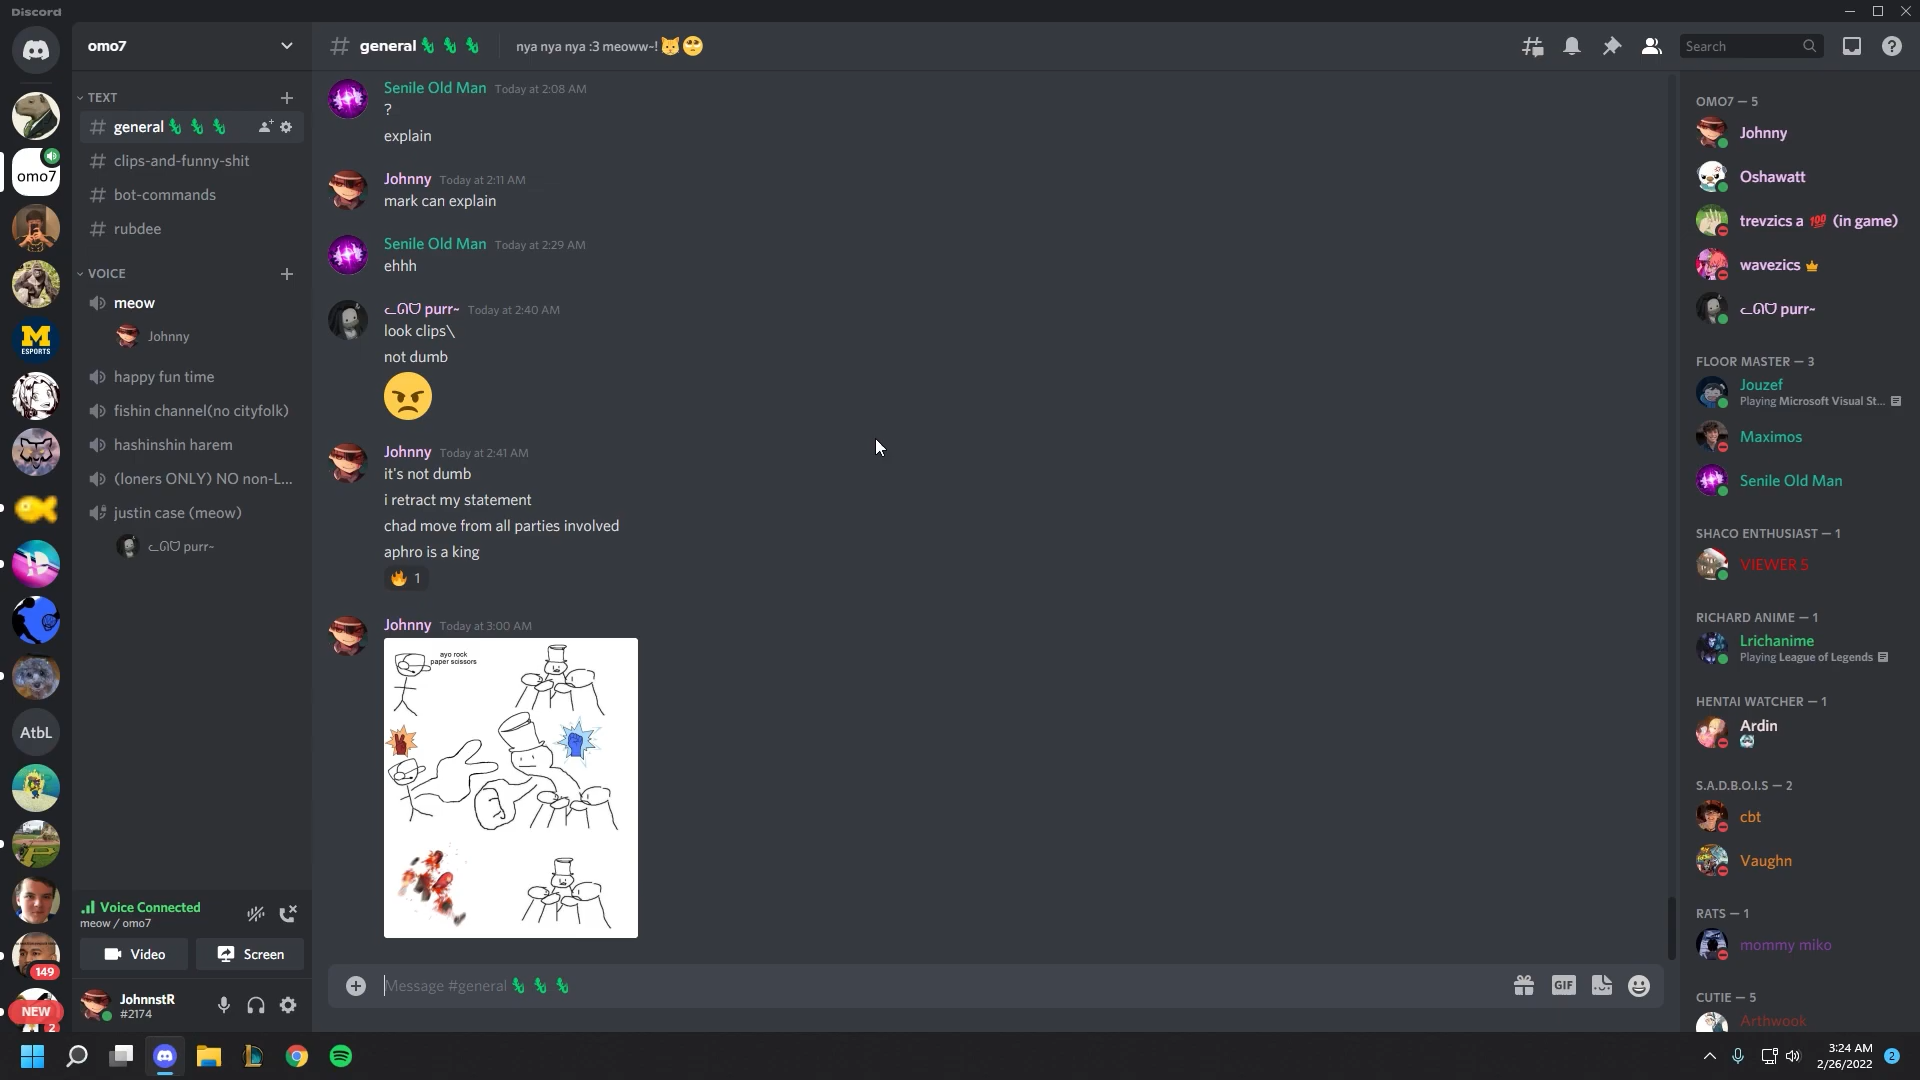 Discord
omo7
general
nya nya nya :3 meoww~!
Search
TEXT
general
clips-and-funny-shit
bot-commands
rubdee
VOICE
meow
Johnny
happy fun time
fishin channel(no cityfolk)
hashinshin harem
(loners ONLY) NO non-L...
justin case (meow)
purr~
omo7
M
ESPORTS
AtbL
149
NEW
2
Voice Connected
meow / omo7
Video
Screen
JohnnstR
#2174
Senile Old Man Today at 2:08 AM
?
explain
Johnny Today at 2:11 AM
mark can explain
Senile Old Man Today at 2:29 AM
ehhh
purr~ Today at 2:40 AM
look clips\
not dumb
Johnny Today at 2:41 AM
it's not dumb
i retract my statement
chad move from all parties involved
aphro is a king
1
Johnny Today at 3:00 AM
ayo rock
paper scissors
Message #general
GIF
OMO7 — 5
Johnny
Oshawatt
trevzics a 💯 (in game)
wavezics
purr~
FLOOR MASTER — 3
Jouzef
Playing Microsoft Visual St...
Maximos
Senile Old Man
SHACO ENTHUSIAST — 1
VIEWER 5
RICHARD ANIME — 1
Lrichanime
Playing League of Legends
HENTAI WATCHER — 1
Ardin
S.A.D.B.O.I.S — 2
cbt
Vaughn
RATS — 1
mommy miko
CUTIE — 5
Arthwook
3:24 AM
2/26/2022
2